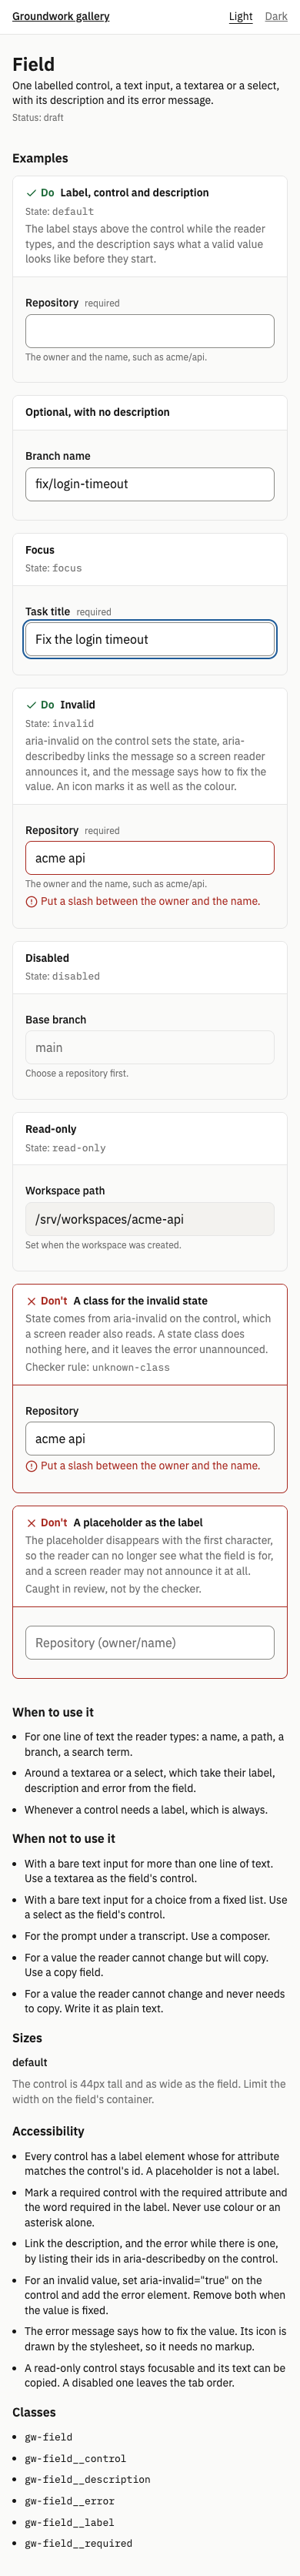 Groundwork gallery
Light
Dark
Field
One labelled control, a text input, a textarea or a select,
with its description and its error message.
Status: draft
Examples
Do Label, control and description
State: default
The label stays above the control while the reader
types, and the description says what a valid value
looks like before they start.
Repository required
The owner and the name, such as acme/api.
Optional, with no description
Branch name
fix/login-timeout
Focus
State: focus
Task title required
Fix the login timeout
Do Invalid
State: invalid
aria-invalid on the control sets the state, aria-
describedby links the message so a screen reader
announces it, and the message says how to fix the
value. An icon marks it as well as the colour.
Repository required
acme api
The owner and the name, such as acme/api.
Put a slash between the owner and the name.
Disabled
State: disabled
Base branch
main
Choose a repository first.
Read-only
State: read-only
Workspace path
/srv/workspaces/acme-api
Set when the workspace was created.
Don't A class for the invalid state
State comes from aria-invalid on the control, which
a screen reader also reads. A state class does
nothing here, and it leaves the error unannounced.
Checker rule: unknown-class
Repository
acme api
Put a slash between the owner and the name.
Don't A placeholder as the label
The placeholder disappears with the first character,
so the reader can no longer see what the field is for,
and a screen reader may not announce it at all.
Caught in review, not by the checker.
Repository (owner/name)
When to use it
• For one line of text the reader types: a name, a path, a
branch, a search term.
• Around a textarea or a select, which take their label,
description and error from the field.
• Whenever a control needs a label, which is always.
When not to use it
• With a bare text input for more than one line of text.
Use a textarea as the field's control.
• With a bare text input for a choice from a fixed list. Use
a select as the field's control.
• For the prompt under a transcript. Use a composer.
• For a value the reader cannot change but will copy.
Use a copy field.
• For a value the reader cannot change and never needs
to copy. Write it as plain text.
Sizes
default
The control is 44px tall and as wide as the field. Limit the
width on the field's container.
Accessibility
• Every control has a label element whose for attribute
matches the control's id. A placeholder is not a label.
• Mark a required control with the required attribute and
the word required in the label. Never use colour or an
asterisk alone.
• Link the description, and the error while there is one,
by listing their ids in aria-describedby on the control.
• For an invalid value, set aria-invalid="true" on the
control and add the error element. Remove both when
the value is fixed.
• The error message says how to fix the value. Its icon is
drawn by the stylesheet, so it needs no markup.
• A read-only control stays focusable and its text can be
copied. A disabled one leaves the tab order.
Classes
• gw-field
• gw-field__control
• gw-field__description
• gw-field__error
• gw-field__label
• gw-field__required